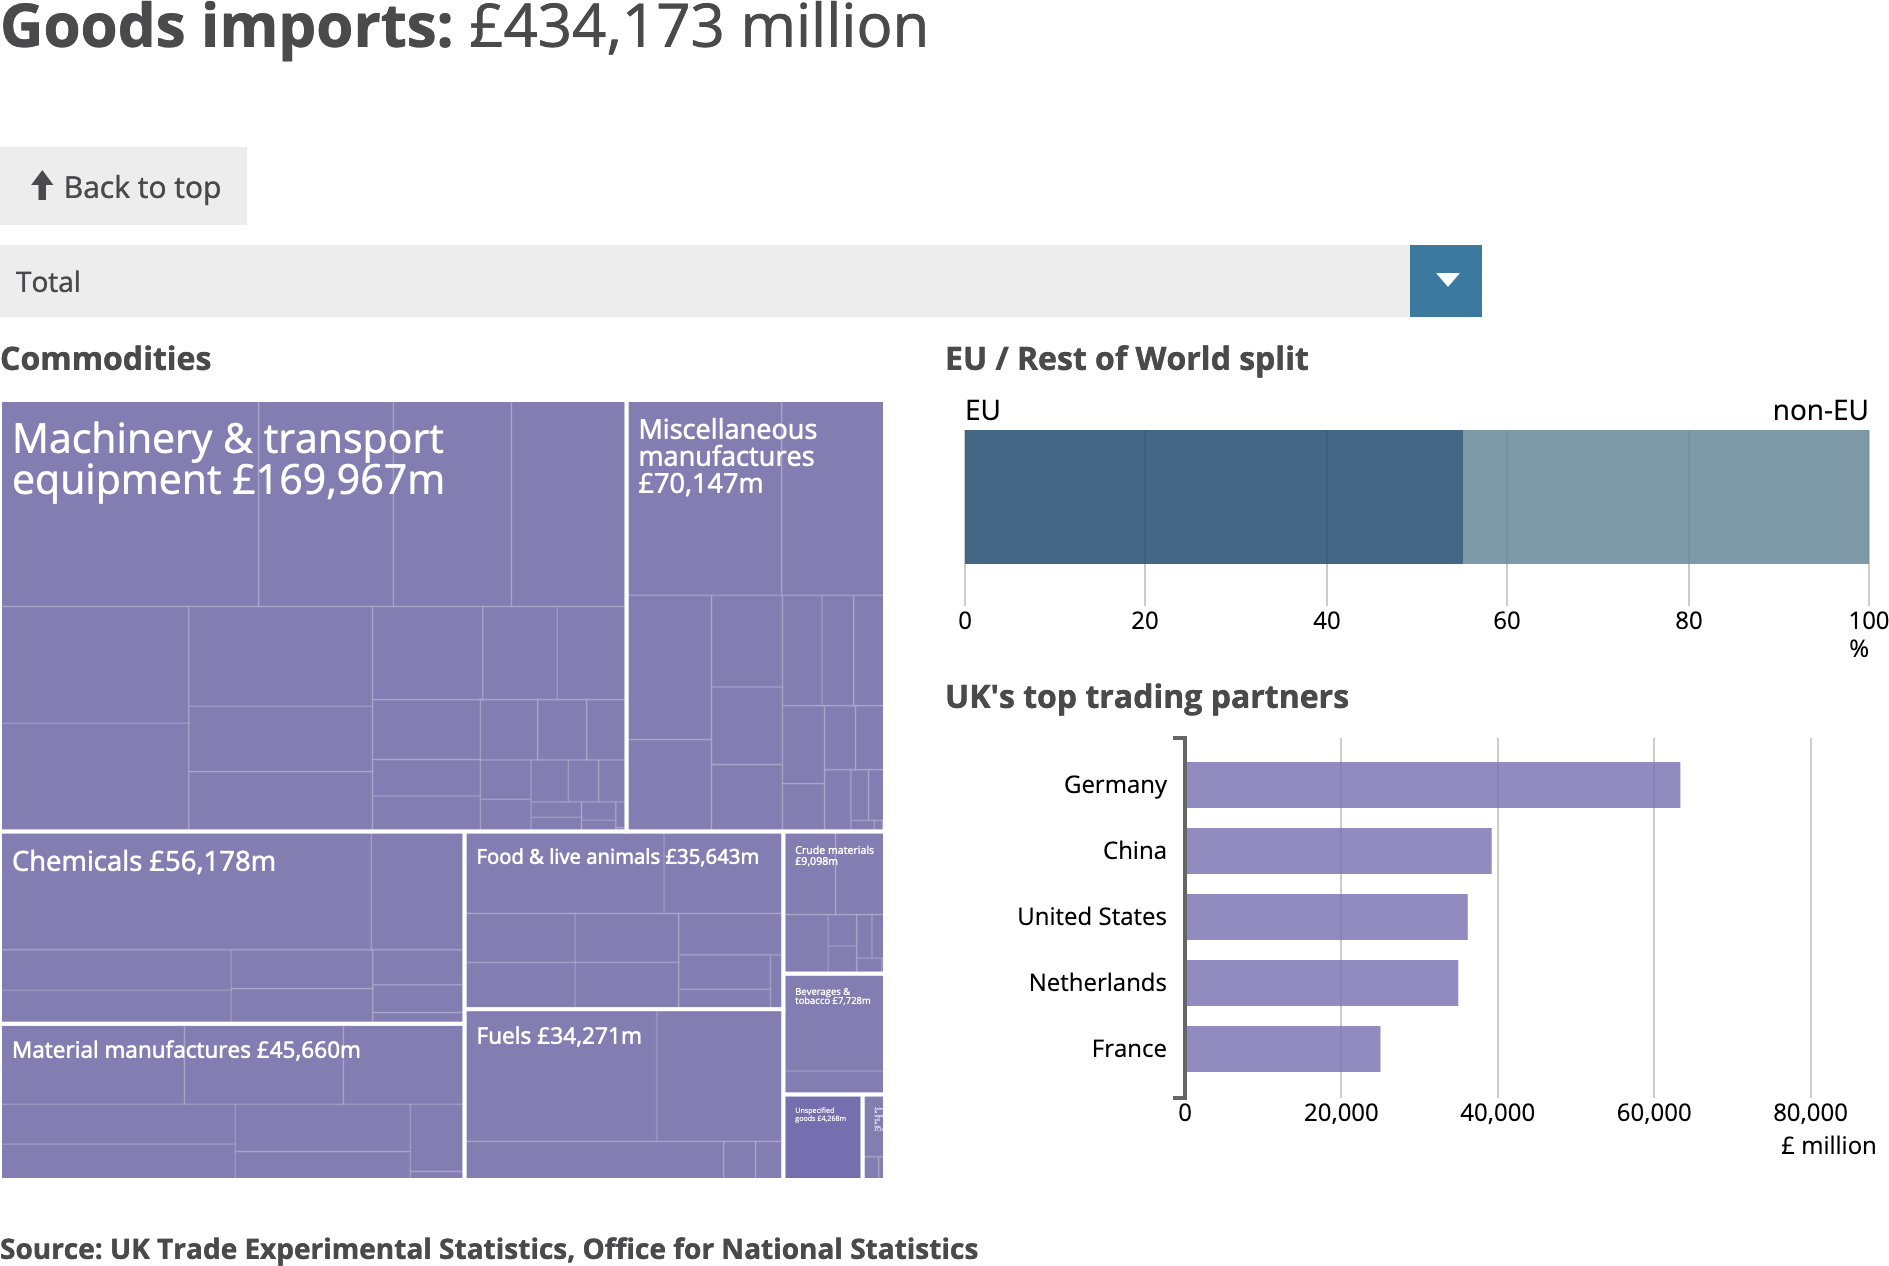 Goods imports: £434,173 million
Back to top
Total
Commodities
Machinery & transport
equipment £169,967m
Miscellaneous
manufactures
£70,147m
Chemicals £56,178m
Food & live animals £35,643m
Crude materials
£9,098m
Beverages &
tobacco £7,728m
Material manufactures £45,660m
Fuels £34,271m
Unspecified
goods £4,268m
EU / Rest of World split
EU
non-EU
0
20
40
60
80
100
%
UK's top trading partners
Germany
China
United States
Netherlands
France
0
20,000
40,000
60,000
80,000
£ million
Source: UK Trade Experimental Statistics, Office for National Statistics